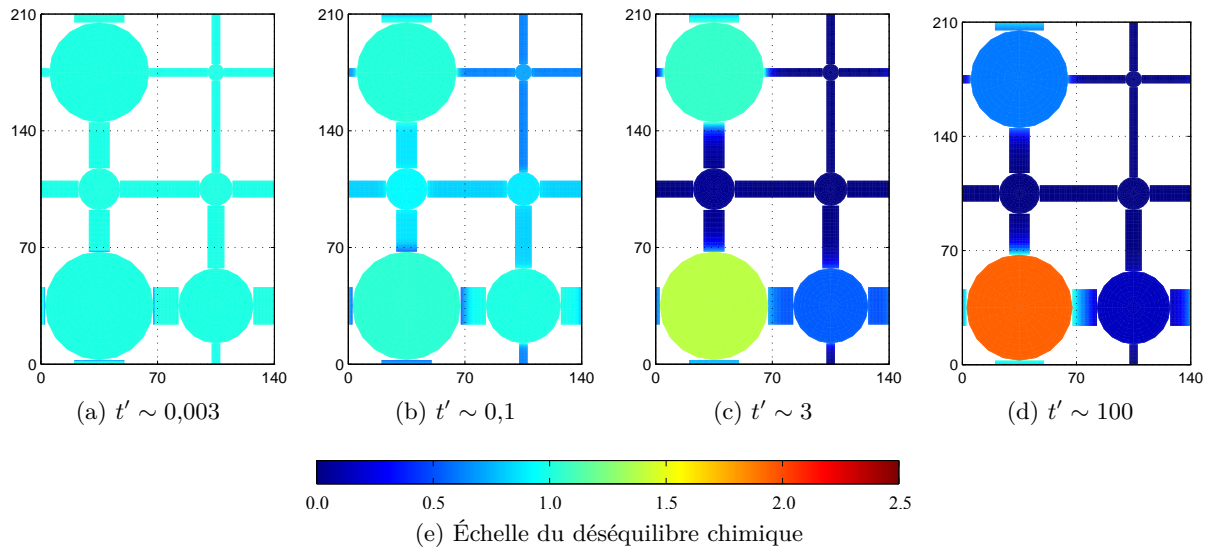 210 210 210 210
140 140 140 140
70 70 70 70
0 0 0 0
0 70 140 0 70 140 0 70 140 0 70 140
(a) t′ ∼ 0,003 (b) t′ ∼ 0,1 (c) t′ ∼ 3 (d) t′ ∼ 100
0.0 0.5 1.0 1.5 2.0 2.5
(e) Échelle du déséquilibre chimique